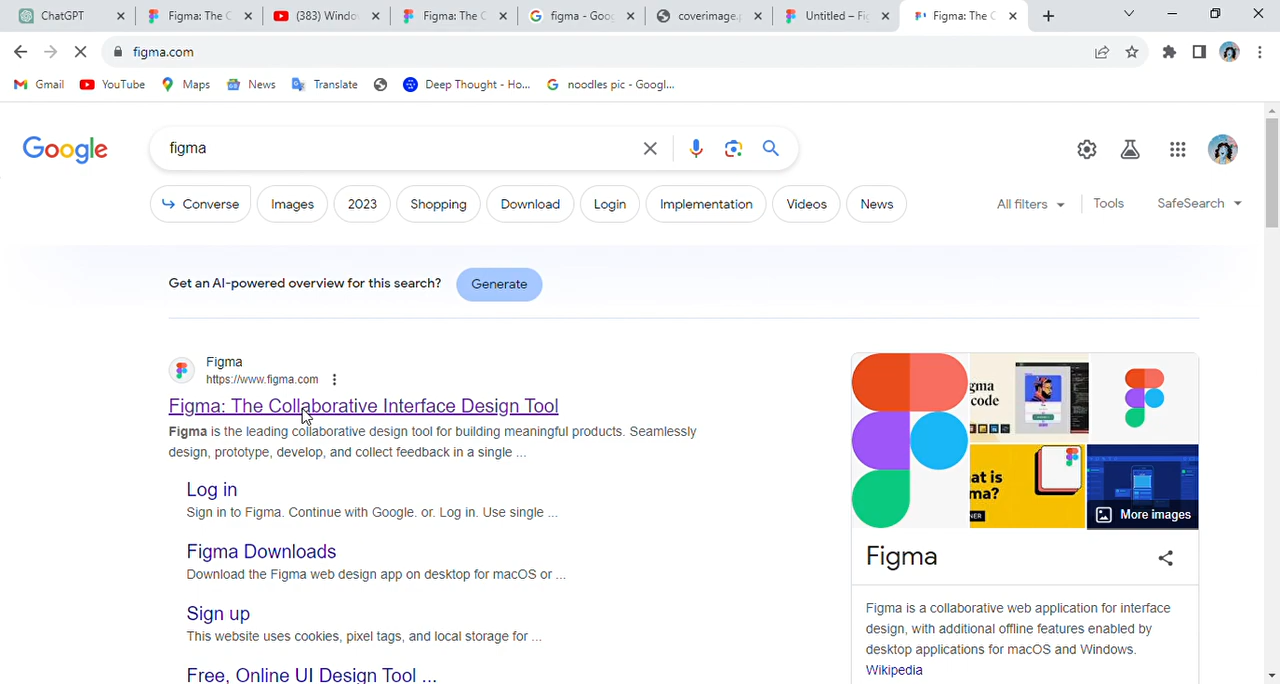 ChatGPT
Figma: The C
(383) Windo
Figma: The C
figma - Goo
coverimage.
Untitled – Fi
Figma: The C
figma.com
Gmail
YouTube
Maps
News
Translate
Deep Thought - Ho...
noodles pic - Googl...
Google
figma
Converse
Images
2023
Shopping
Download
Login
Implementation
Videos
News
All filters
Tools
SafeSearch
Get an AI-powered overview for this search?
Generate
Figma
https://www.figma.com
Figma: The Collaborative Interface Design Tool
Figma is the leading collaborative design tool for building meaningful products. Seamlessly
design, prototype, develop, and collect feedback in a single ...
Log in
Sign in to Figma. Continue with Google. or. Log in. Use single ...
Figma Downloads
Download the Figma web design app on desktop for macOS or ...
Sign up
This website uses cookies, pixel tags, and local storage for ...
Free, Online UI Design Tool ...
gma
code
at is
ma?
NER
More images
Figma
Figma is a collaborative web application for interface
design, with additional offline features enabled by
desktop applications for macOS and Windows.
Wikipedia